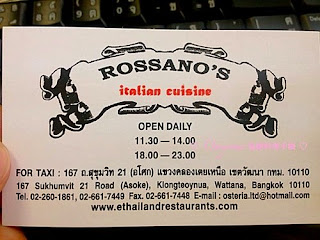 ROSSANO'S
italian cuisine
OPEN DAILY
11.30 — 14.00
18.00 — 23.00
FOR TAXI : 167 ถ.สุขุมวิท 21 (อโศก) แขวงคลองเตยเหนือ เขตวัฒนา กทม. 10110
167 Sukhumvit 21 Road (Asoke), Klongteoynua, Wattana, Bangkok 10110
Tel. 02-260-1861, 02-661-7449 Fax. 02-661-7448 E-mail : osteria.ltd@hotmail.com
www.ethailandrestaurants.com